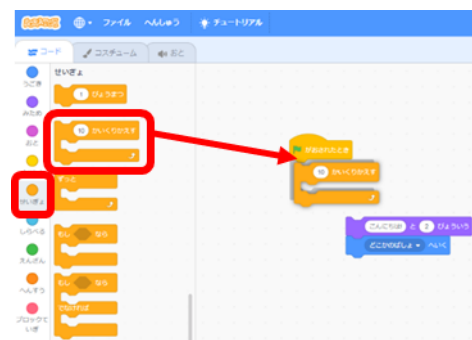 ファイル
へんしゅう
チュートリアル
コード
コスチューム
おと
うごき
みため
おと
せいぎょ
しらべる
えんざん
へんすう
ブロックてい
いぎ
せいぎょ
1 びょうまつ
10 かいくりかえす
ずっと
もし なら
もし なら
でなければ
がおされたとき
10 かいくりかえす
こんにちは! と 2 びょういう
どこかのばしょ へいく